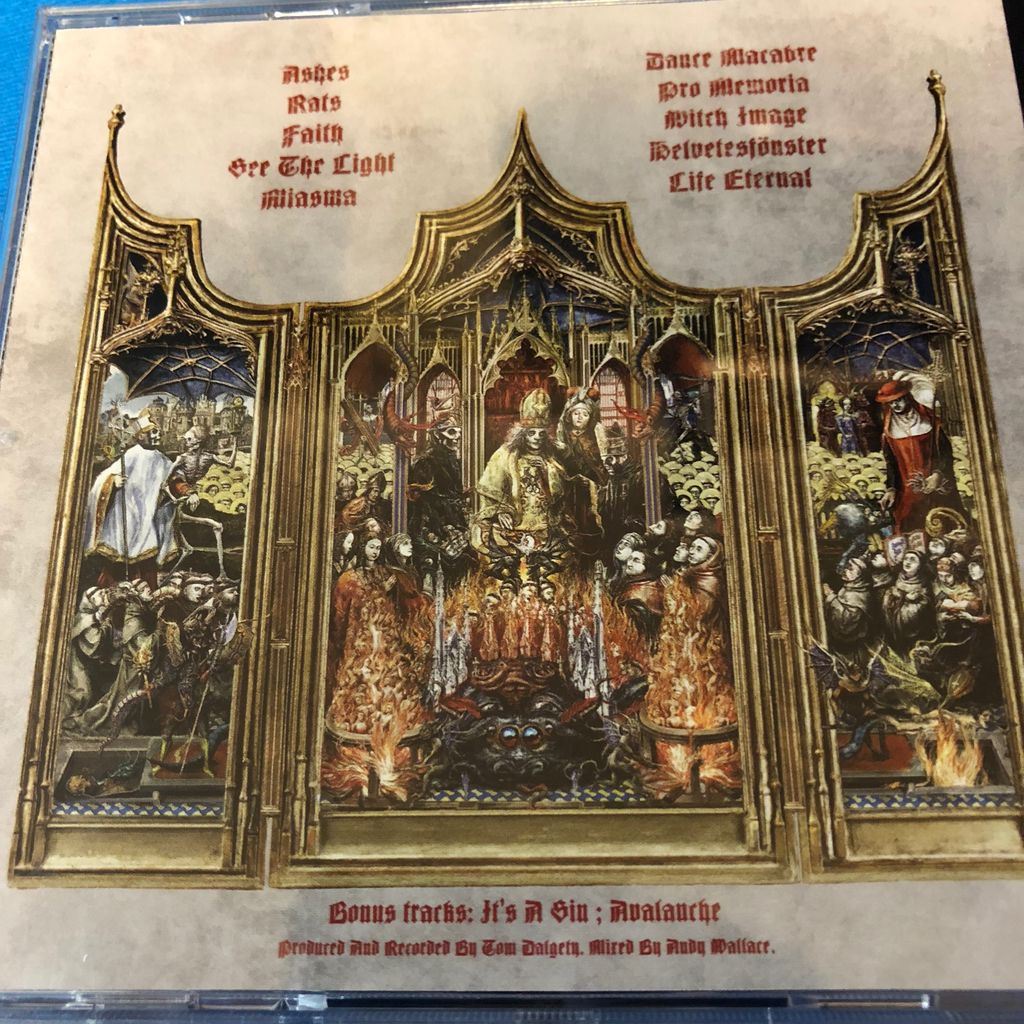 Ashes
Rats
Faith
See The Light
Miasma
Dance Macabre
Pro Memoria
Witch Image
Helvetesfönster
Life Eternal
Bonus tracks: It's A Sin ; Avalanche
Produced And Recorded By Tom Dalgety. Mixed By Andy Wallace.